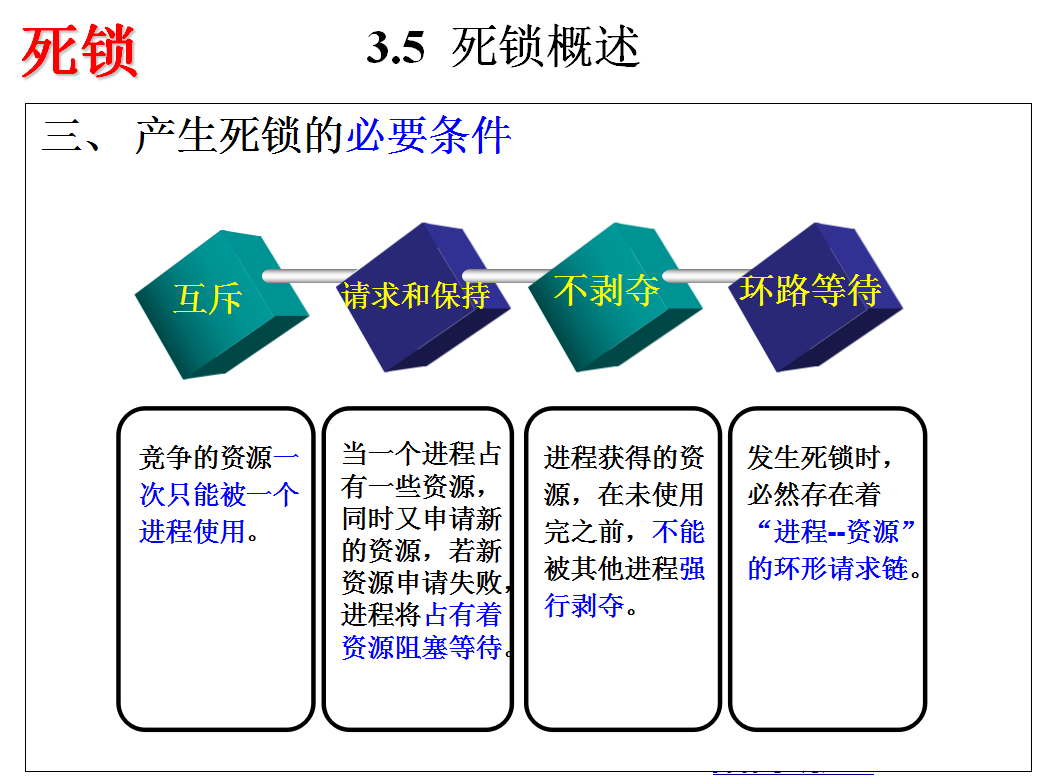 死锁
3.5 死锁概述
三、 产生死锁的必要条件
互斥
请求和保持
不剥夺
环路等待
竞争的资源一
次只能被一个
进程使用。
当一个进程占
有一些资源，
同时又申请新
的资源，若新
资源申请失败，
进程将占有着
资源阻塞等待。
进程获得的资
源，在未使用
完之前，不能
被其他进程强
行剥夺。
发生死锁时，
必然存在着
“进程--资源”
的环形请求链。